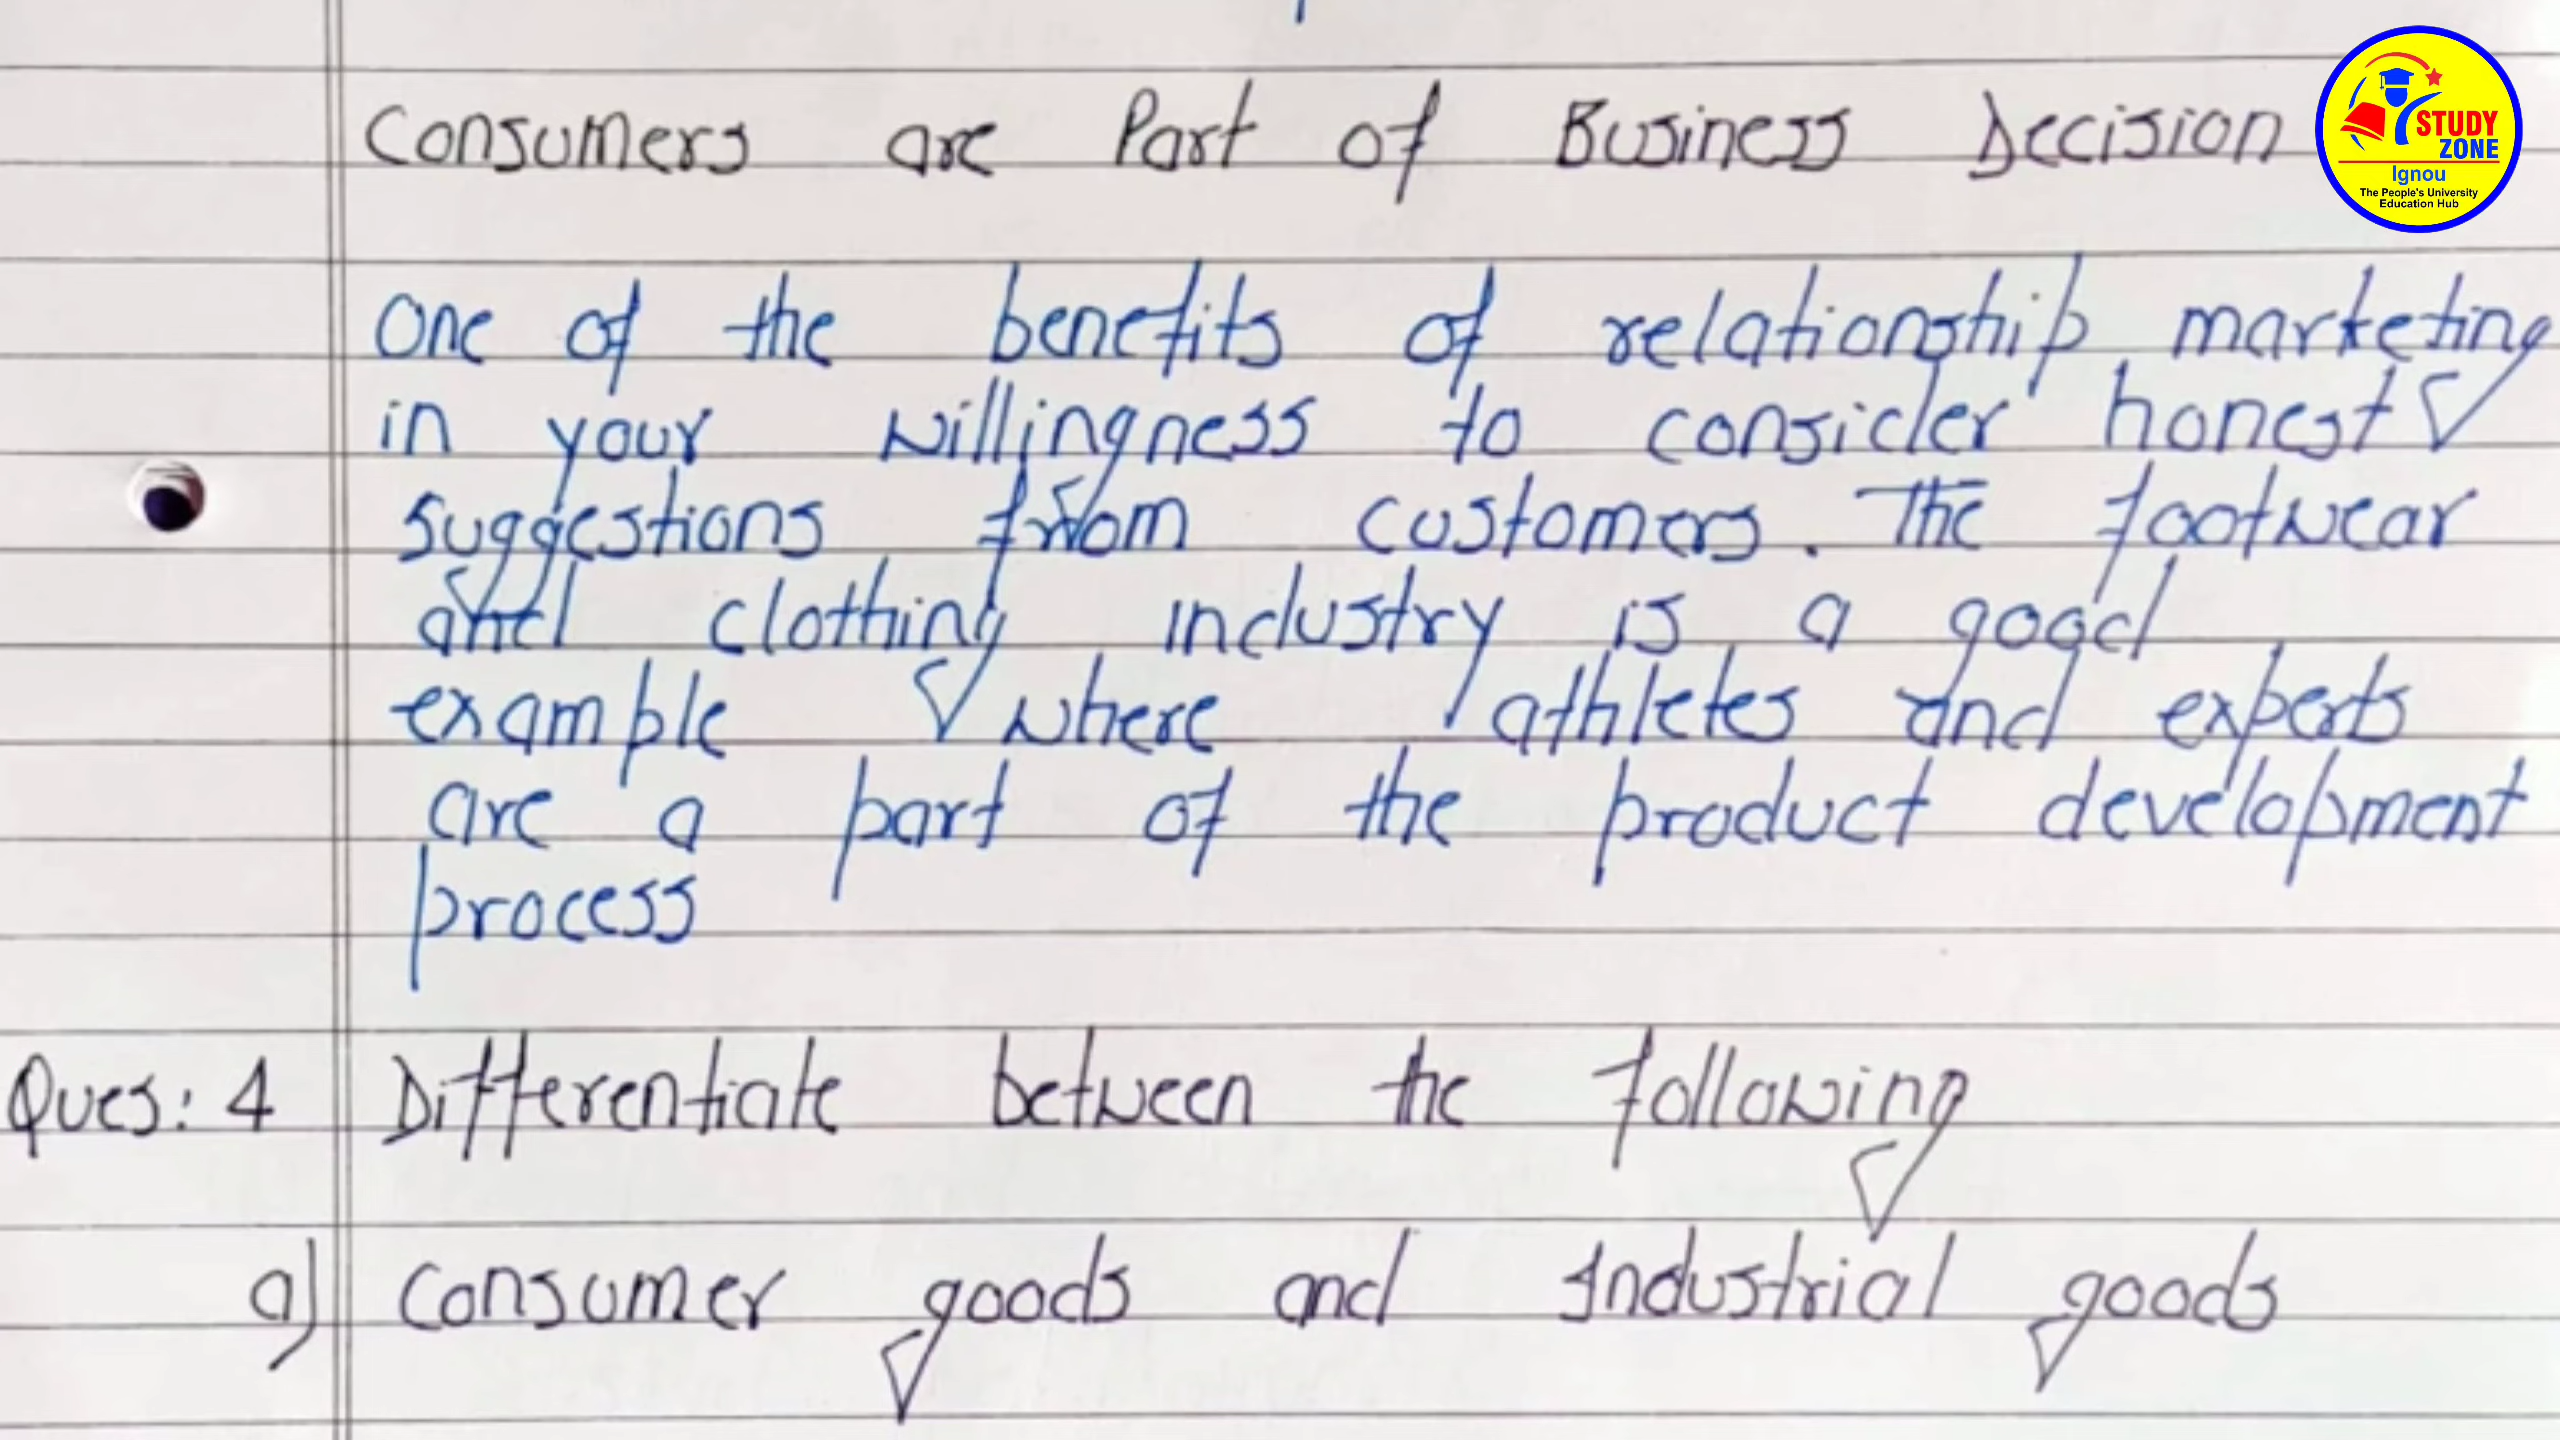 Consumers are Part of Business Decision
STUDY
ZONE
Ignou
The People's University
Education Hub
One of the benefits of relationship marketing
in your willingness to consider honest
suggestions from customers. The footwear
and clothing industry is a good
example where athletes and experts
are a part of the product development
process
Ques: 4 Differentiate between the following
a) Consumer goods and Industrial goods